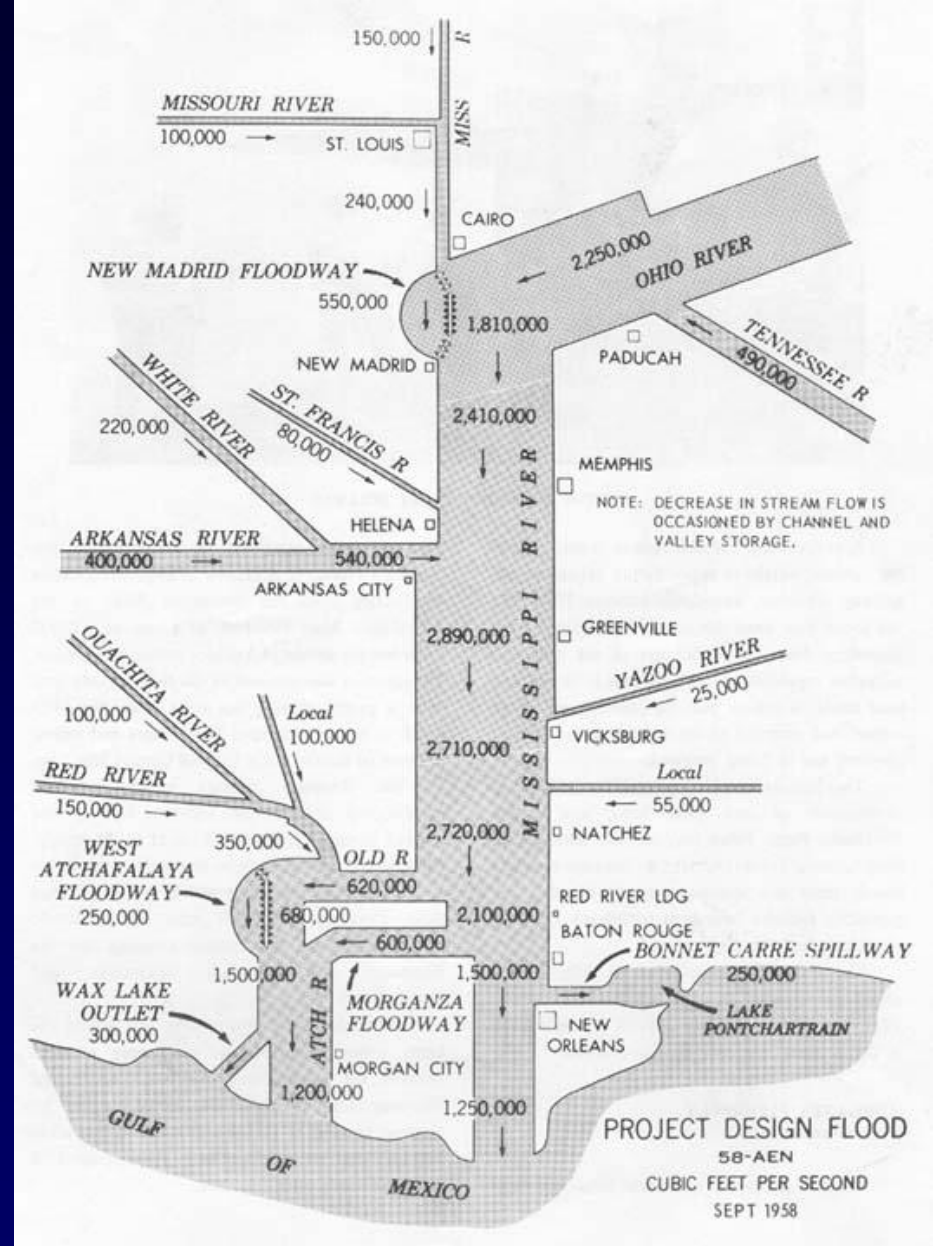 150,000
MISS R
MISSOURI RIVER
100,000
ST. LOUIS
240,000
CAIRO
2,250,000
OHIO RIVER
NEW MADRID FLOODWAY
550,000
1,810,000
TENNESSEE R
490,000
PADUCAH
NEW MADRID
WHITE RIVER
220,000
ST. FRANCIS R
80,000
2,410,000
MEMPHIS
NOTE: DECREASE IN STREAM FLOW IS
OCCASIONED BY CHANNEL AND
VALLEY STORAGE.
MISSISSIPPI RIVER
HELENA
ARKANSAS RIVER
400,000
540,000
ARKANSAS CITY
2,890,000
GREENVILLE
YAZOO RIVER
25,000
OUACHITA RIVER
100,000
Local
100,000
2,710,000
VICKSBURG
RED RIVER
150,000
Local
55,000
350,000
2,720,000
NATCHEZ
WEST
ATCHAFALAYA
FLOODWAY
250,000
OLD R
620,000
680,000
600,000
2,100,000
RED RIVER LDG
BATON ROUGE
BONNET CARRE SPILLWAY
250,000
1,500,000
1,500,000
WAX LAKE
OUTLET
300,000
ATCH R
MORGANZA
FLOODWAY
LAKE
PONTCHARTRAIN
NEW
ORLEANS
MORGAN CITY
1,200,000
1,250,000
GULF
OF
MEXICO
PROJECT DESIGN FLOOD
58-AEN
CUBIC FEET PER SECOND
SEPT 1958